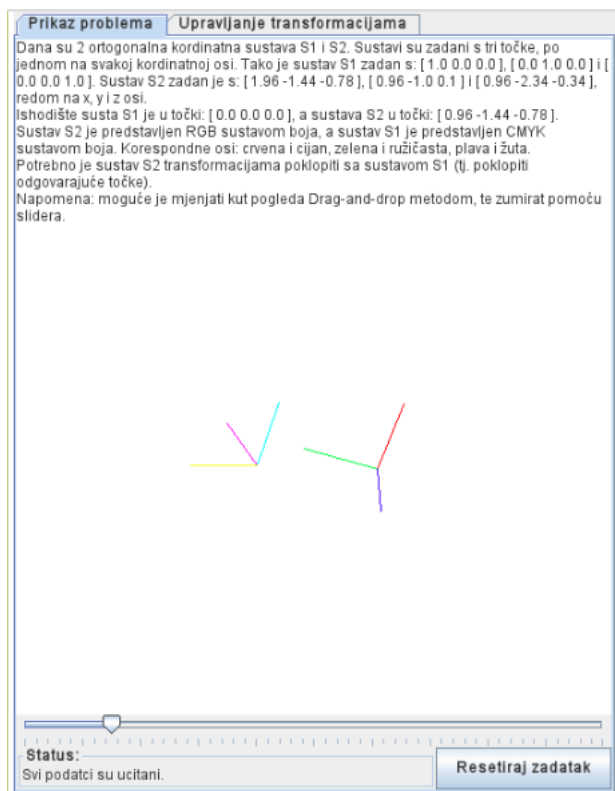 Prikaz problema Upravljanje transformacijama
Dana su 2 ortogonalna kordinatna sustava S1 i S2. Sustavi su zadani s tri točke, po
jednom na svakoj kordinatnoj osi. Tako je sustav S1 zadan s: [ 1.0 0.0 0.0 ], [ 0.0 1.0 0.0 ] i [
0.0 0.0 1.0 ]. Sustav S2 zadan je s: [ 1.96 -1.44 -0.78 ], [ 0.96 -1.0 0.1 ] i [ 0.96 -2.34 -0.34 ],
redom na x, y i z osi.
Ishodište susta S1 je u točki: [ 0.0 0.0 0.0 ], a sustava S2 u točki: [ 0.96 -1.44 -0.78 ].
Sustav S2 je predstavljen RGB sustavom boja, a sustav S1 je predstavljen CMYK
sustavom boja. Korespondne osi: crvena i cijan, zelena i ružičasta, plava i žuta.
Potrebno je sustav S2 transformacijama poklopiti sa sustavom S1 (tj. poklopiti
odgovarajuće točke).
Napomena: moguće je mjenjati kut pogleda Drag-and-drop metodom, te zumirat pomoću
slidera.
Status:
Svi podatci su ucitani.
Resetiraj zadatak